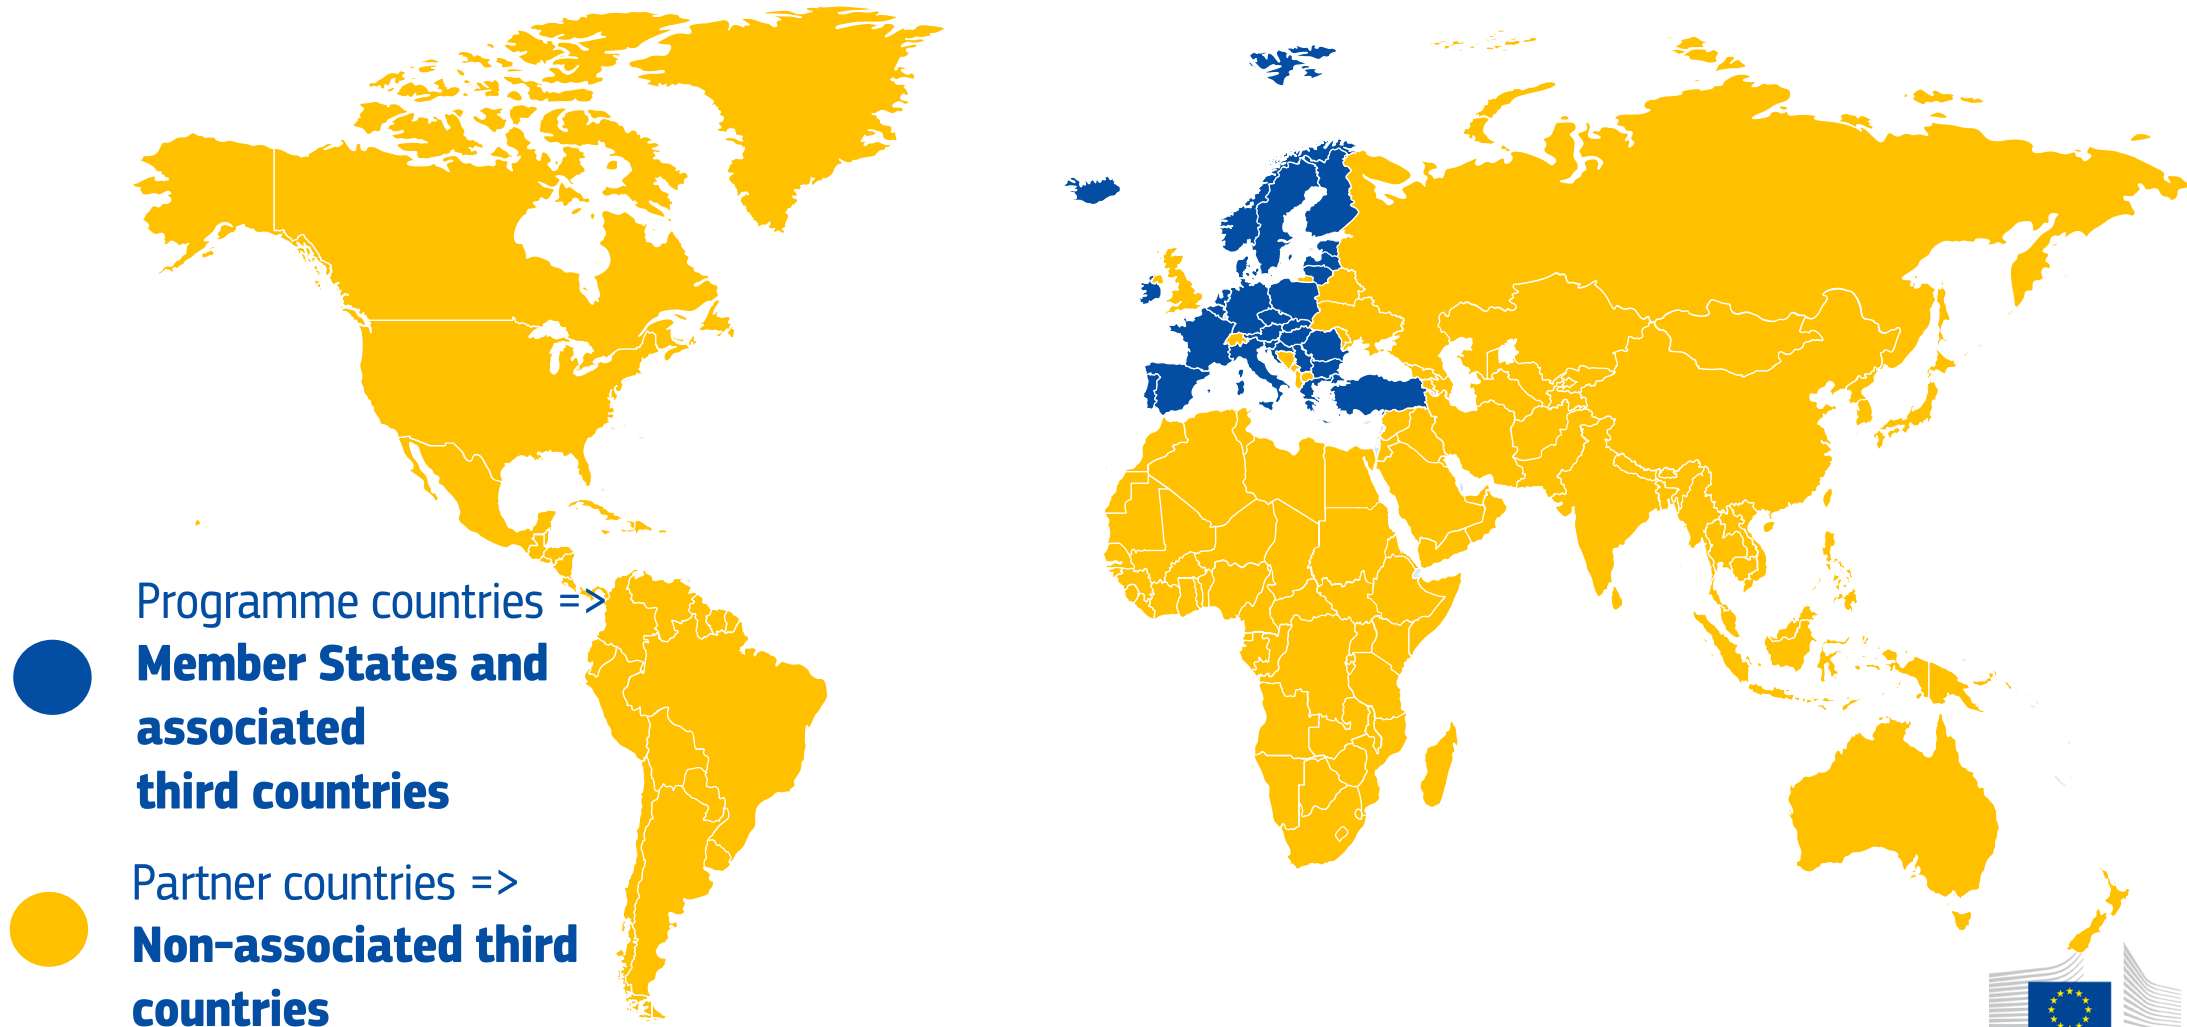 Programme countries =>
Member States and
associated
third countries
Partner countries =>
Non-associated third
countries